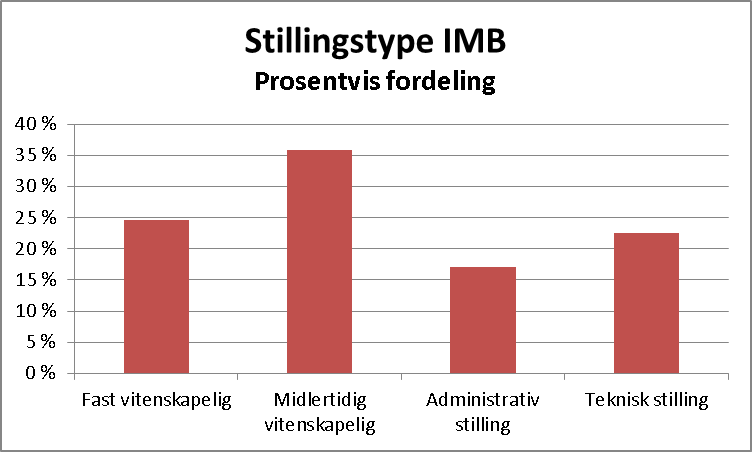 Stillingstype IMB
Prosentvis fordeling
40 %
35 %
30 %
25 %
20 %
15 %
10 %
5 %
0 %
Fast vitenskapelig
Midlertidig
vitenskapelig
Administrativ
stilling
Teknisk stilling